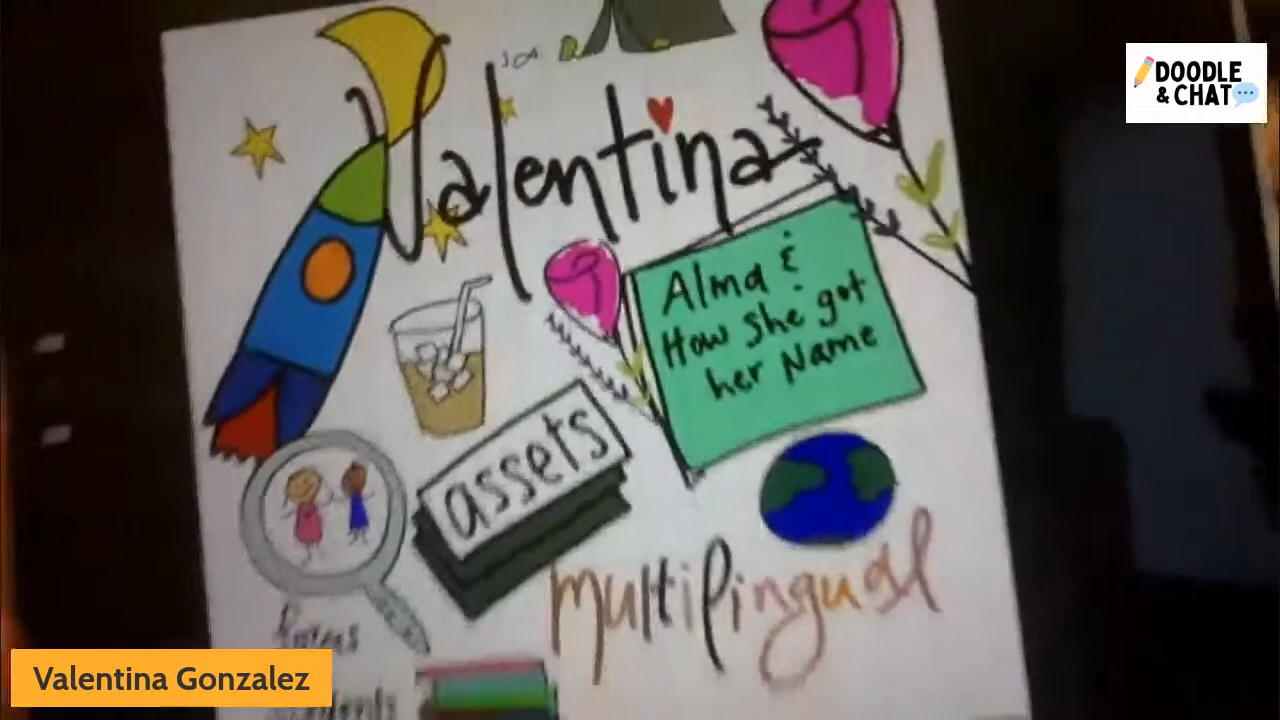 DOODLE
& CHAT
Valentina
Alma &
How She got
her Name
assets
multilingual
Valentina Gonzalez